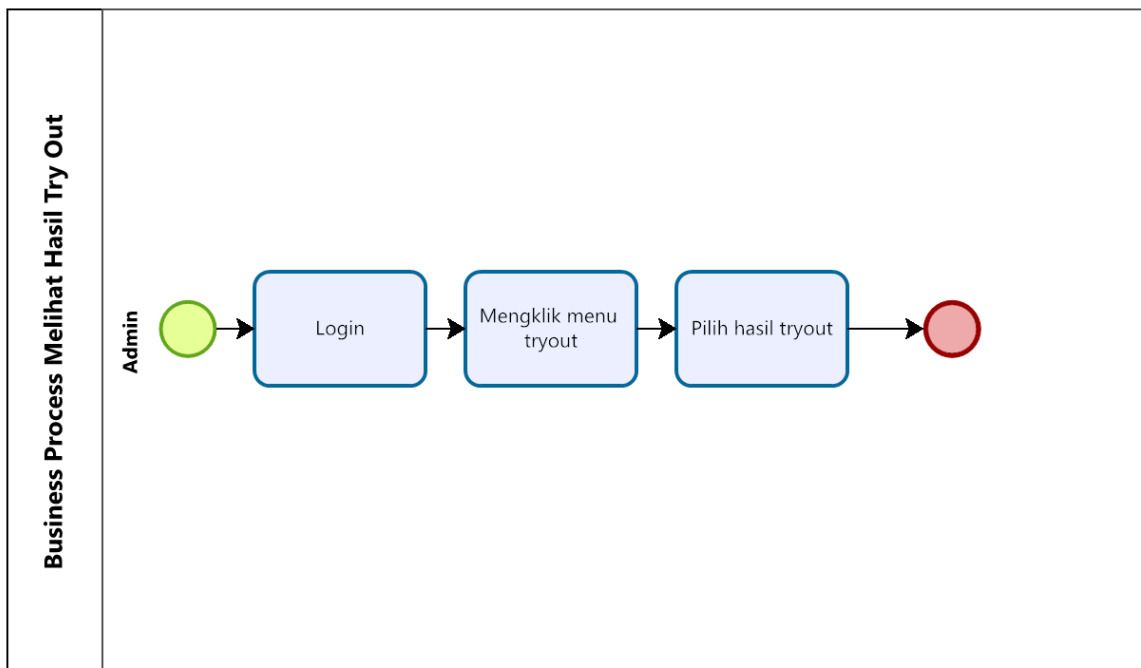 Business Process Melihat Hasil Try Out
Admin
Login
Mengklik menu
tryout
Pilih hasil tryout